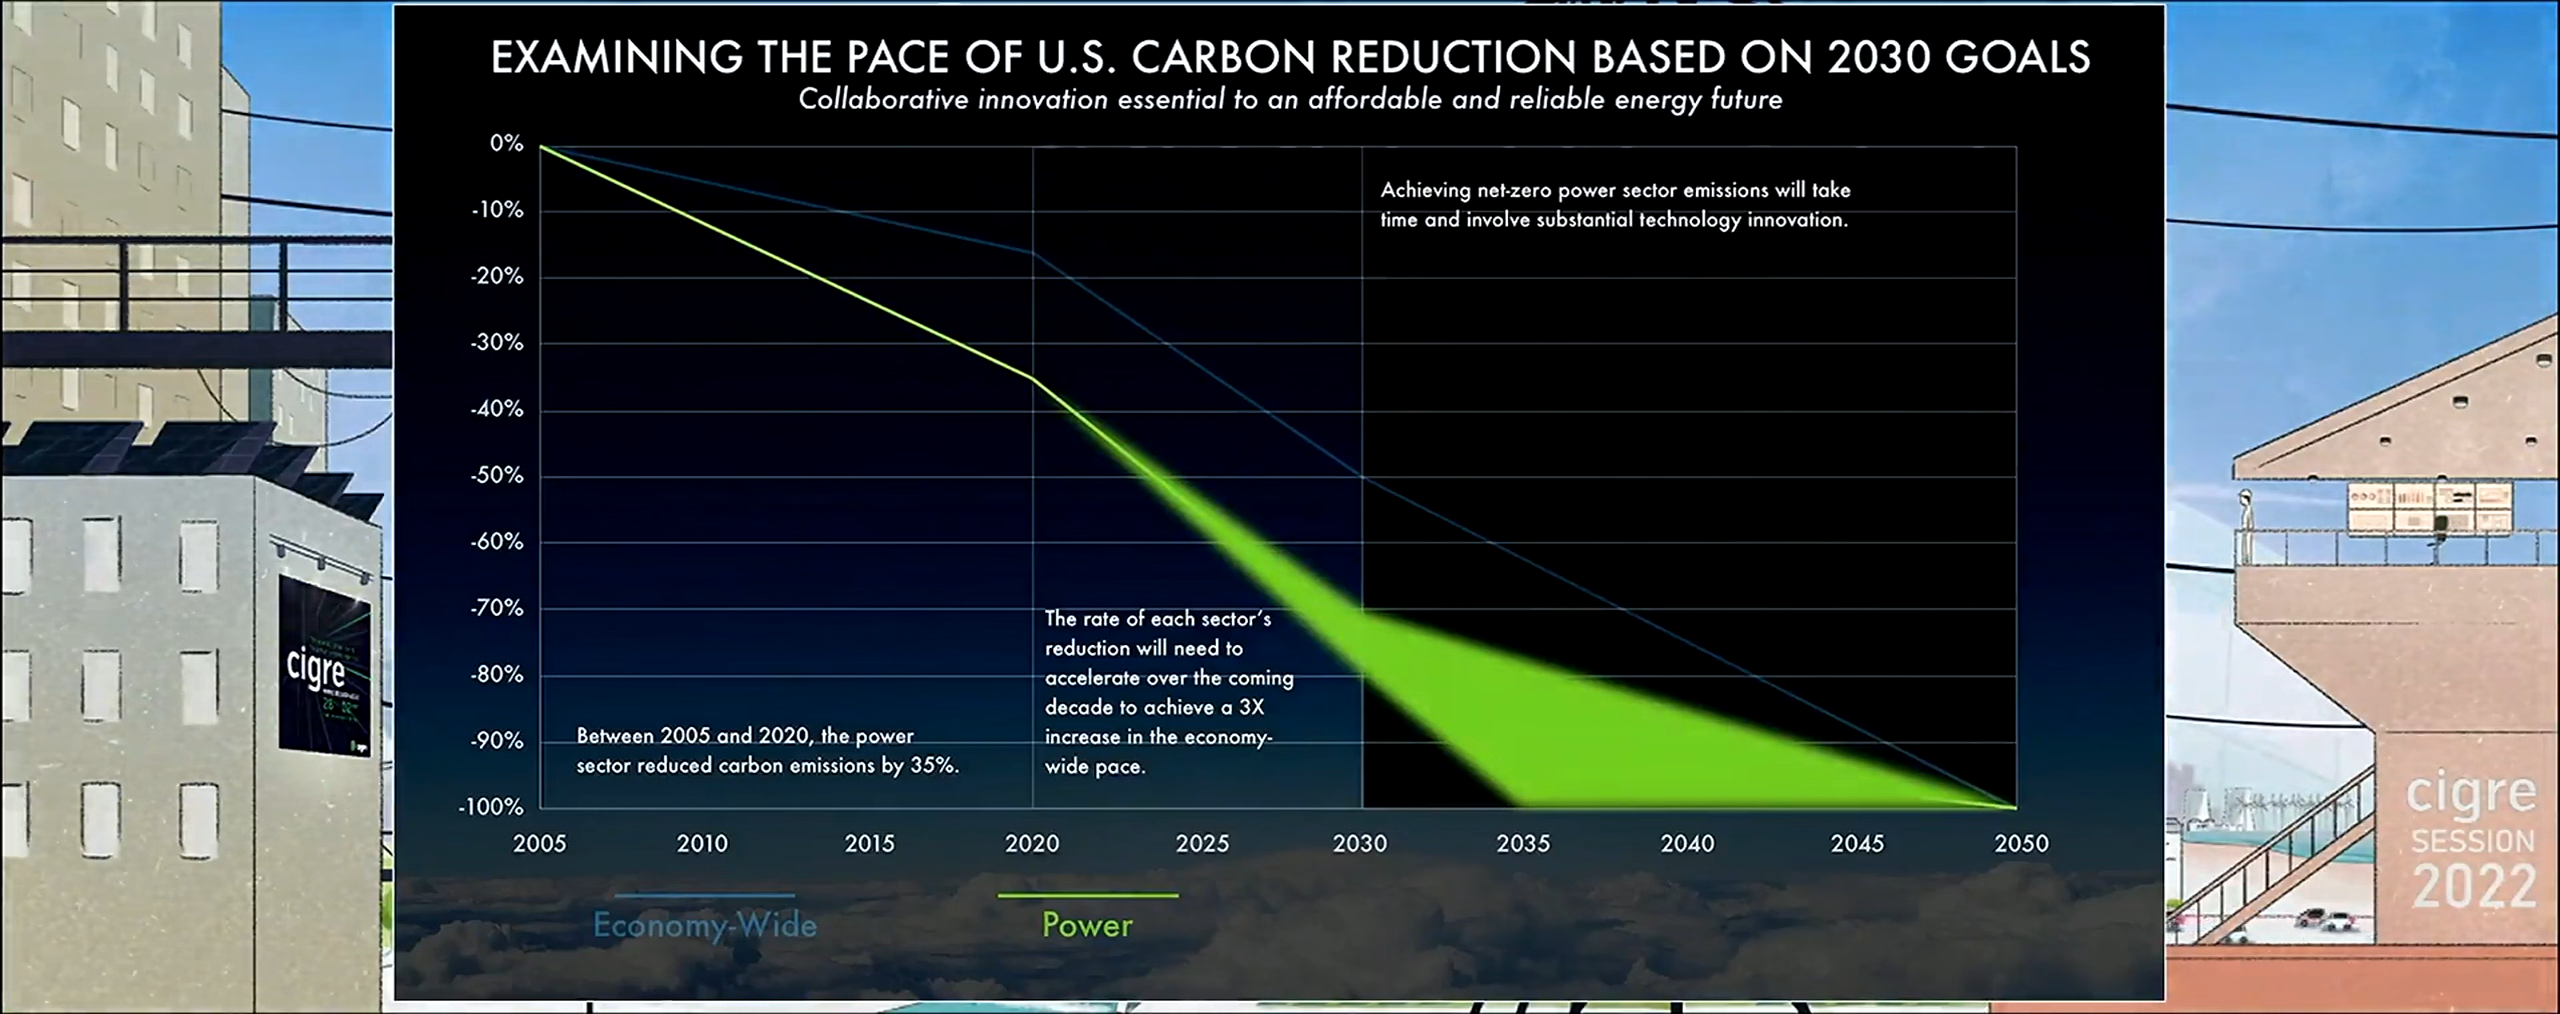 EXAMINING THE PACE OF U.S. CARBON REDUCTION BASED ON 2030 GOALS
Collaborative innovation essential to an affordable and reliable energy future
0%
-10%
-20%
-30%
-40%
-50%
-60%
-70%
-80%
-90%
-100%
Achieving net-zero power sector emissions will take
time and involve substantial technology innovation.
The rate of each sector's
reduction will need to
accelerate over the coming
decade to achieve a 3X
increase in the economy-
wide pace.
Between 2005 and 2020, the power
sector reduced carbon emissions by 35%.
2005 2010 2015 2020 2025 2030 2035 2040 2045 2050
Economy-Wide Power
cigre
cigre
SESSION
2022